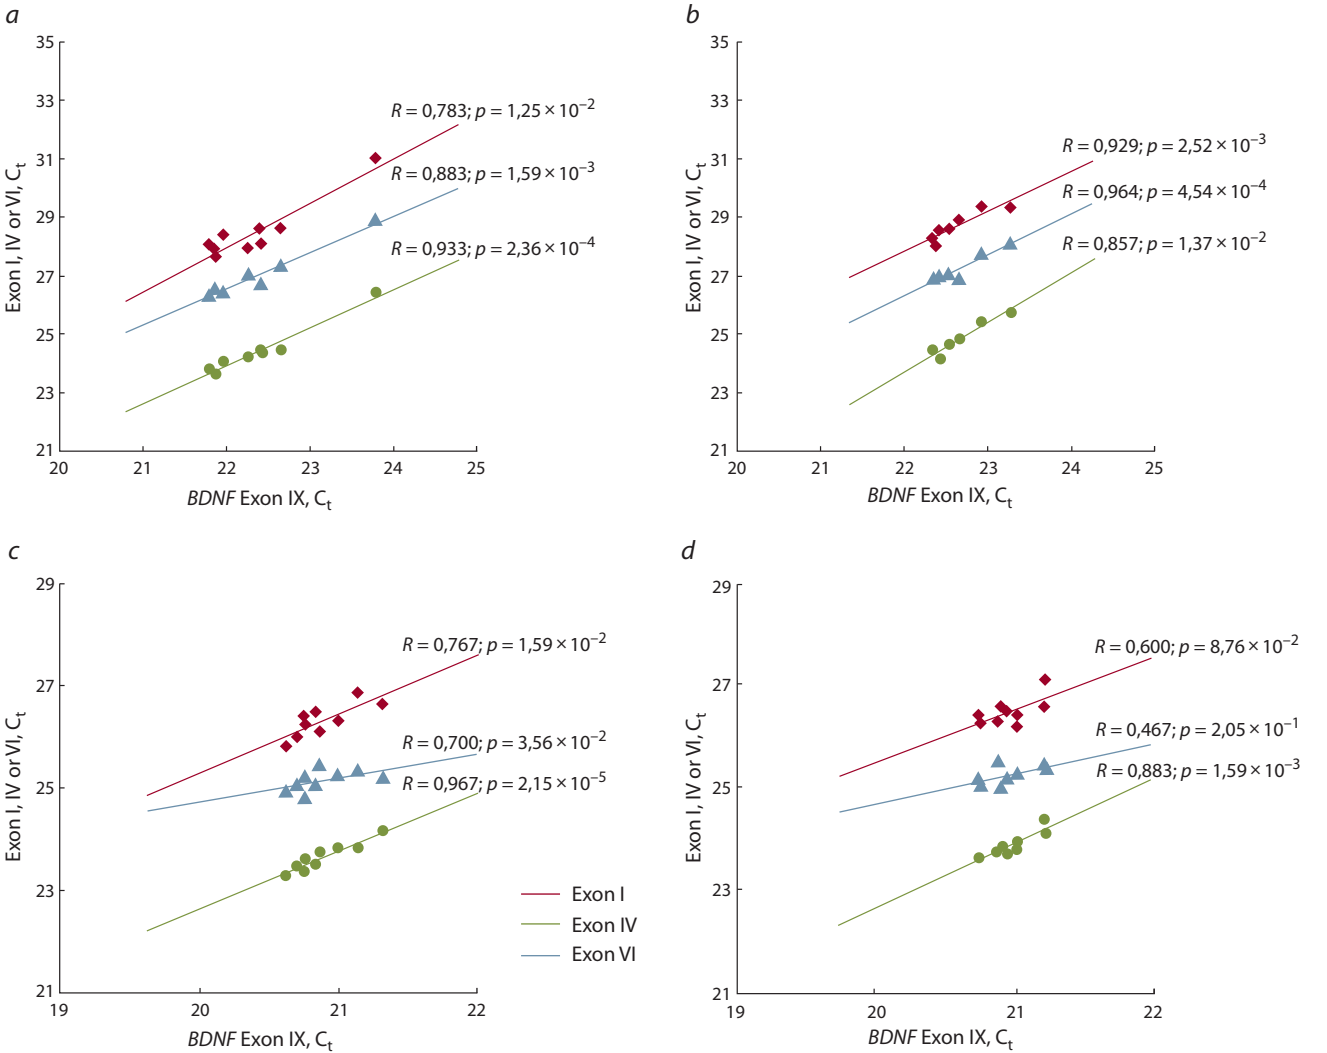 a
35
33
31
29
27
25
23
21
20
21
22
23
24
25
Exon I, IV or VI, Ct
BDNF Exon IX, Ct
R = 0,783; p = 1,25 × 10−2
R = 0,883; p = 1,59 × 10−3
R = 0,933; p = 2,36 × 10−4
b
35
33
31
29
27
25
23
21
20
21
22
23
24
25
Exon I, IV or VI, Ct
BDNF Exon IX, Ct
R = 0,929; p = 2,52 × 10−3
R = 0,964; p = 4,54 × 10−4
R = 0,857; p = 1,37 × 10−2
c
29
27
25
23
21
19
20
21
22
Exon I, IV or VI, Ct
BDNF Exon IX, Ct
R = 0,767; p = 1,59 × 10−2
R = 0,700; p = 3,56 × 10−2
R = 0,967; p = 2,15 × 10−5
Exon I
Exon IV
Exon VI
d
29
27
25
23
21
19
20
21
22
Exon I, IV or VI, Ct
BDNF Exon IX, Ct
R = 0,600; p = 8,76 × 10−2
R = 0,467; p = 2,05 × 10−1
R = 0,883; p = 1,59 × 10−3